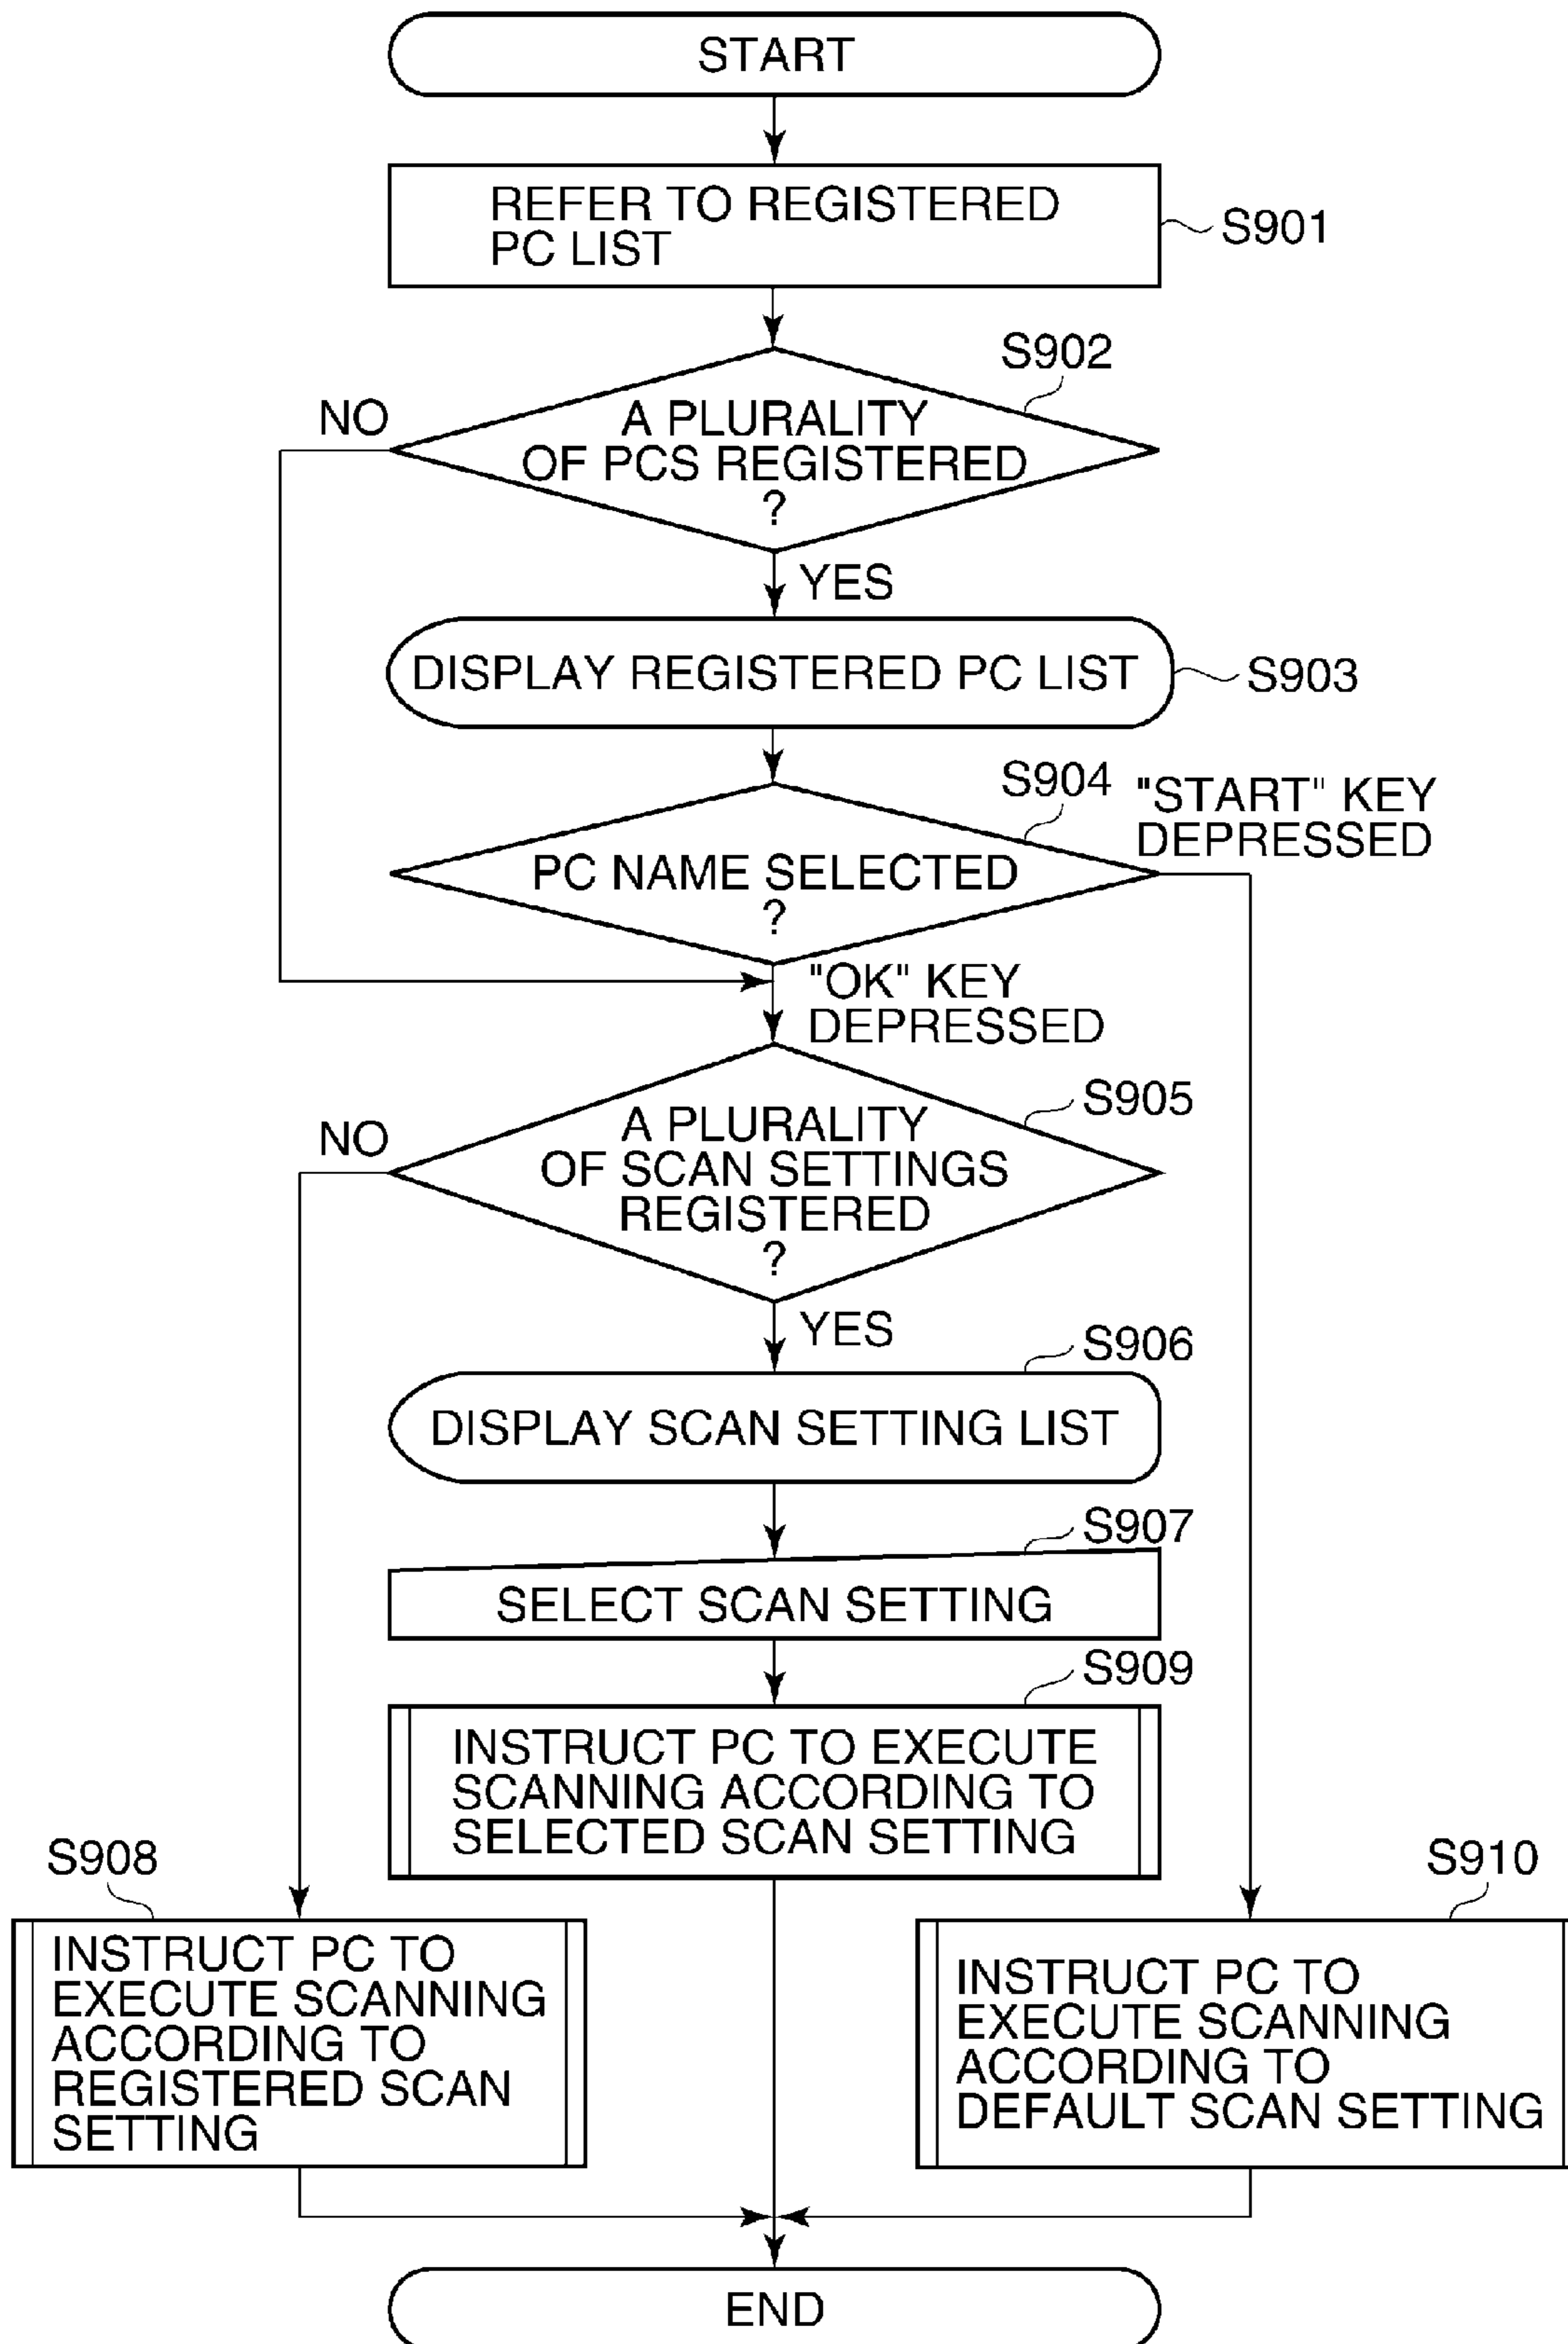 START
REFER TO REGISTERED
PC LIST
S901
S902
NO
A PLURALITY
OF PCS REGISTERED
?
YES
DISPLAY REGISTERED PC LIST
S903
S904
"START" KEY
DEPRESSED
PC NAME SELECTED
?
"OK" KEY
DEPRESSED
S905
NO
A PLURALITY
OF SCAN SETTINGS
REGISTERED
?
YES
S906
DISPLAY SCAN SETTING LIST
S907
SELECT SCAN SETTING
S909
INSTRUCT PC TO EXECUTE
SCANNING ACCORDING TO
SELECTED SCAN SETTING
S908
INSTRUCT PC TO
EXECUTE SCANNING
ACCORDING TO
REGISTERED SCAN
SETTING
S910
INSTRUCT PC TO
EXECUTE SCANNING
ACCORDING TO
DEFAULT SCAN SETTING
END